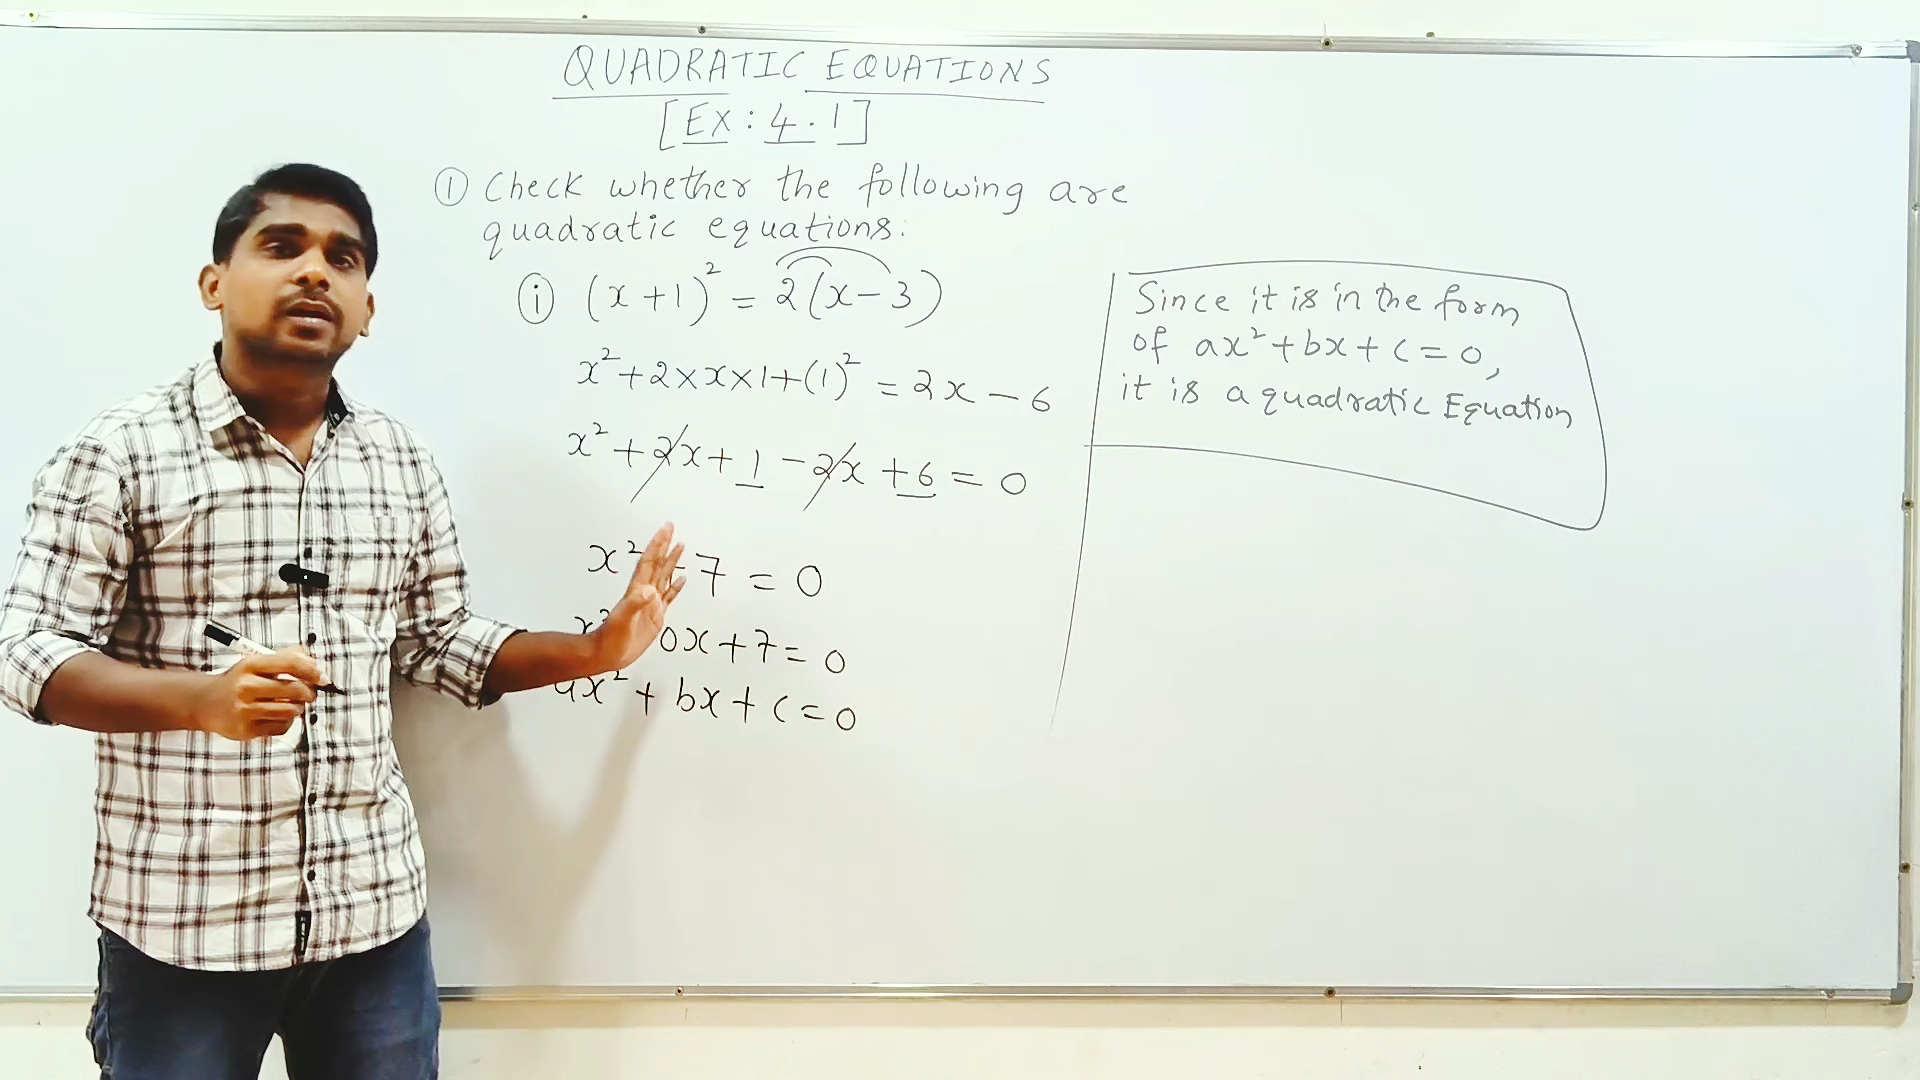 QUADRATIC EQUATIONS
[Ex : 4.1]
① Check whether the following are
quadratic equations:
ⓘ (x+1)² = 2(x-3)
x² + 2×x×1+(1)² = 2x - 6
x² + 2x + 1 - 2x + 6 = 0
x² + 7 = 0
x² 0x + 7 = 0
ax² + bx + c = 0
Since it is in the form
of ax² + bx + c = 0,
it is a quadratic Equation